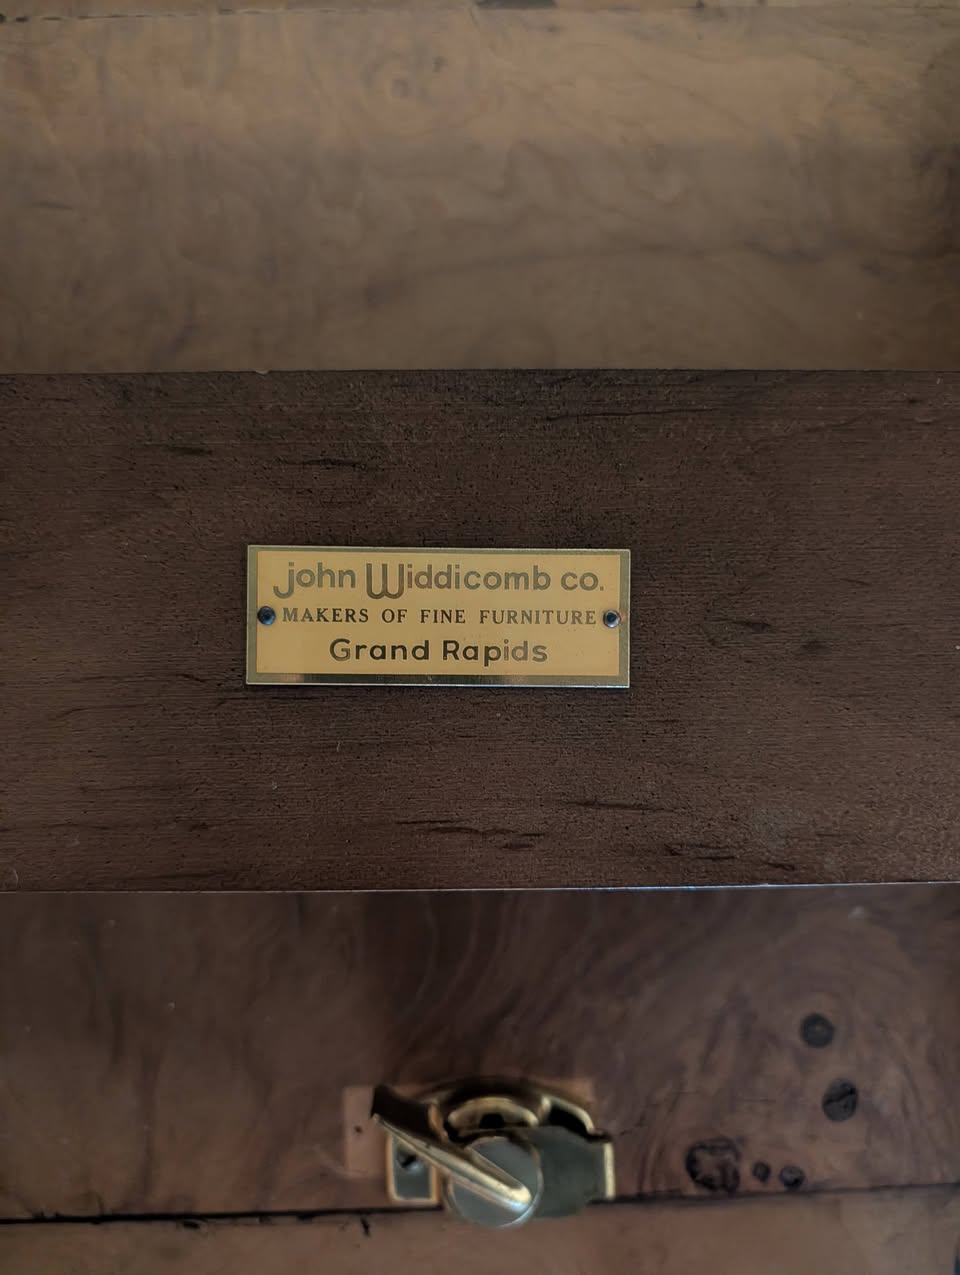 john Widdicomb co.
MAKERS OF FINE FURNITURE
Grand Rapids